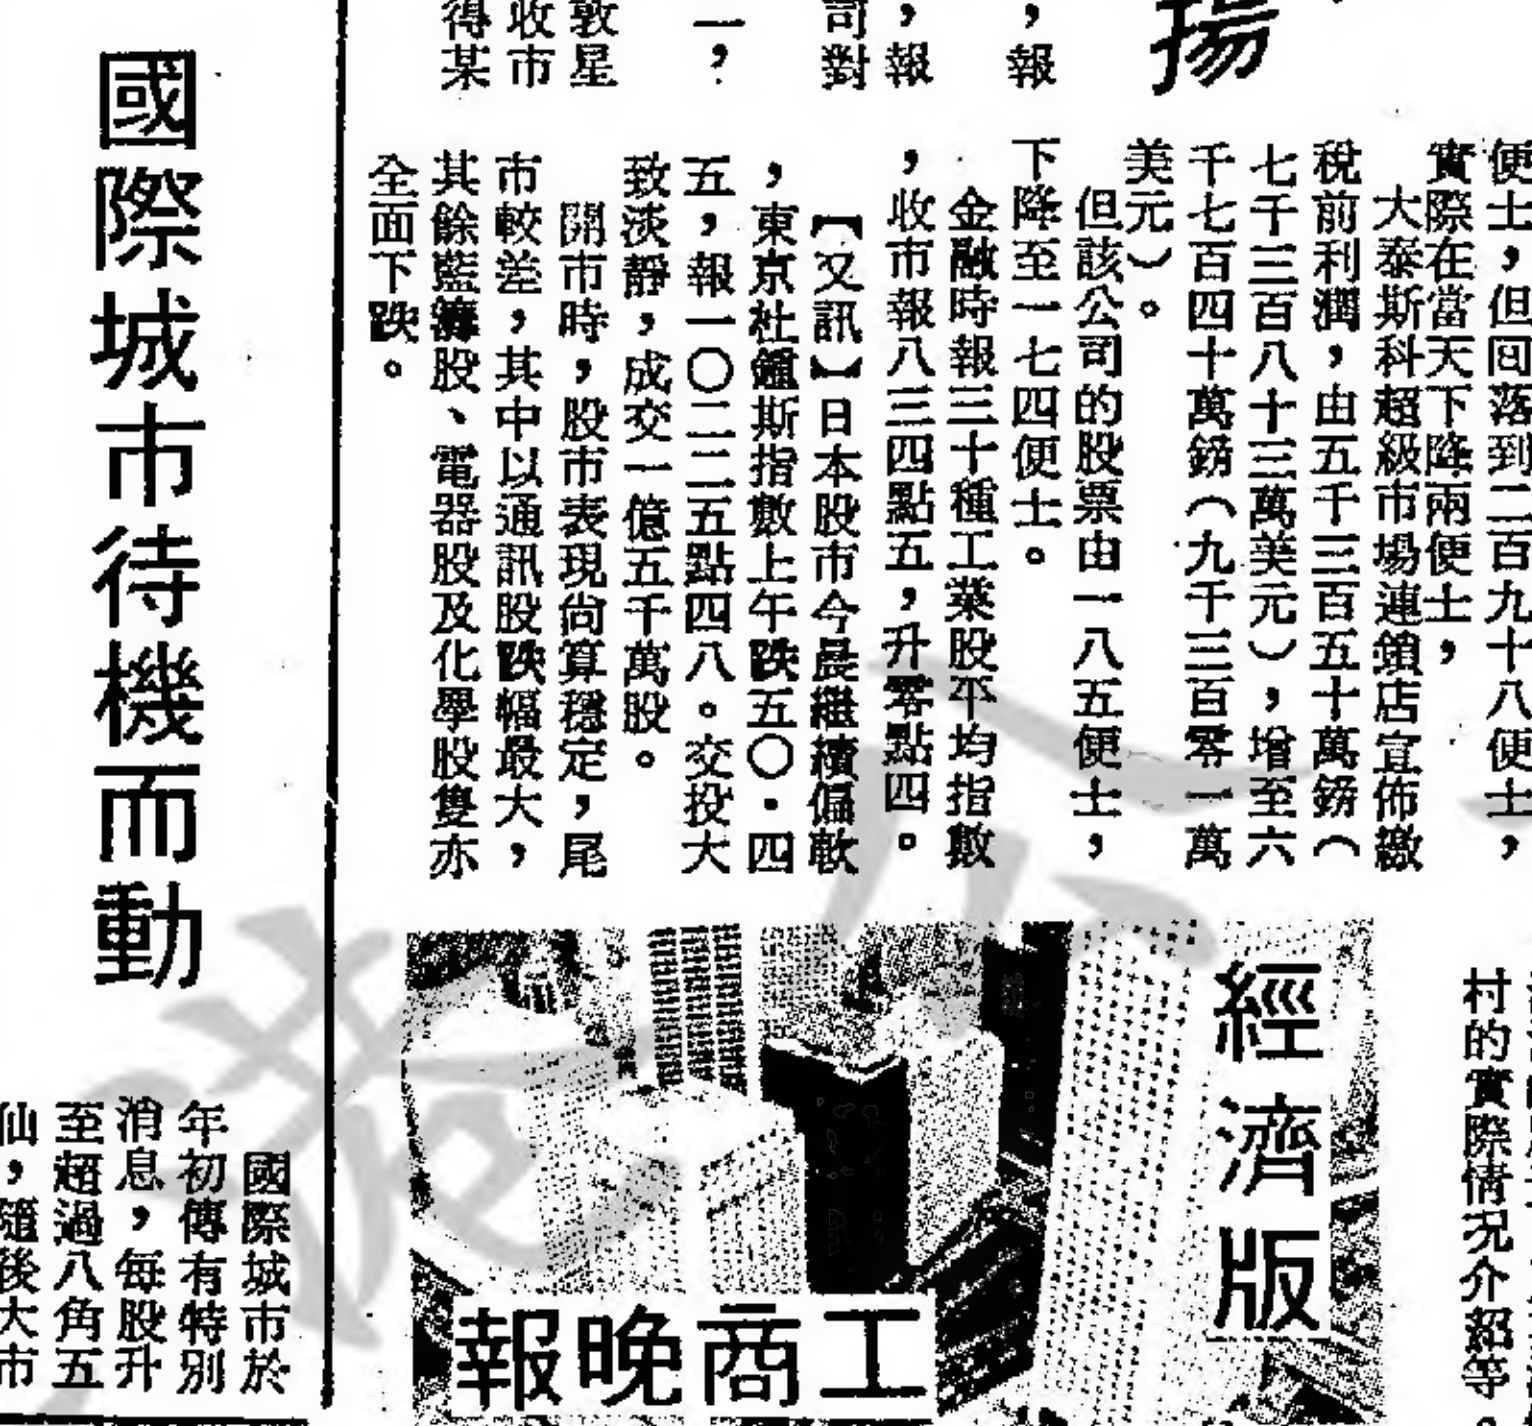 揚
，報
，報
司對
一，
敦星
收市
得某
便士，但回落到二百九十八便士，
實際在當天下降兩便士，
大泰斯科超級市場連鎖店宣佈繳
稅前利潤，由五千三百五十萬鎊（
七千三百八十三萬美元），增至六
千七百四十萬鎊（九千三百零一萬
美元）。
但該公司的股票由一八五便士，
下降至一七四便士。
金融時報三十種工業股平均指數
，收市報八三四點五，升零點四。
【又訊】日本股市今晨繼續偏軟
，東京杜鍾斯指數上午跌五〇·四
五，報一〇二二五點四八。交投大
致淡靜，成交一億五千萬股。
開市時，股市表現尚算穩定，尾
市較差，其中以通訊股跌幅最大，
其餘藍籌股、電器股及化學股隻亦
全面下跌。
村的實際情況介紹等，
經濟版
工商晚報
國際城市待機而動
國際城市於
年初傳有特別
消息，每股升
至超過八角五
仙，隨後大市